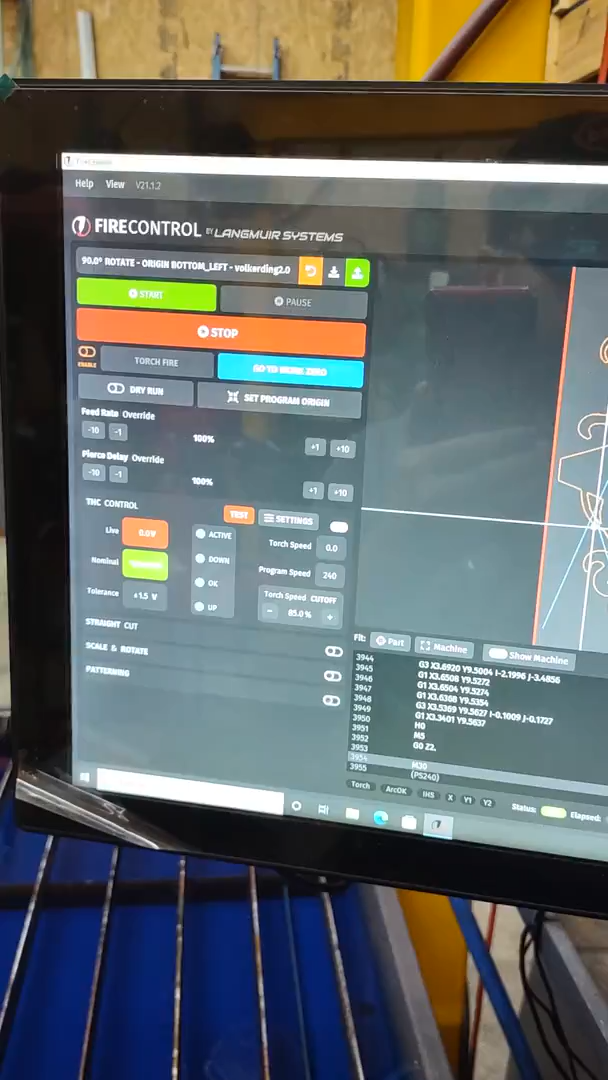 FireControl
Help View V21.1.2
FIRECONTROL BY LANGMUIR SYSTEMS
90.0° ROTATE - ORIGIN BOTTOM_LEFT - volkerding2.0
START PAUSE
STOP
ENABLE TORCH FIRE GO TO WORK ZERO
DRY RUN SET PROGRAM ORIGIN
Feed Rate Override
-10 -1 100% +1 +10
Pierce Delay Override
-10 -1 100% +1 +10
THC CONTROL TEST SETTINGS
Live 0.0V ACTIVE Torch Speed 0.0
Nominal DOWN Program Speed 240
Tolerance ±1.5 V OK Torch Speed CUTOFF
UP - 85.0 % +
STRAIGHT CUT
SCALE & ROTATE
PATTERNING
Fit: Part Machine Show Machine
3944 G3 X3.6920 Y9.5004 I-2.1996 J-3.4856
3945 G1 X3.6508 Y9.5272
3946 G1 X3.6504 Y9.5274
3947 G1 X3.6368 Y9.5354
3948 G3 X3.5369 Y9.5627 I-0.1009 J-0.1727
3949 G1 X3.3401 Y9.5637
3950 H0
3951 M5
3952 G0 Z2.
3953
3954 M30
3955 (PS240)
Torch ArcOK IHS X Y1 Y2 Status: Elapsed: